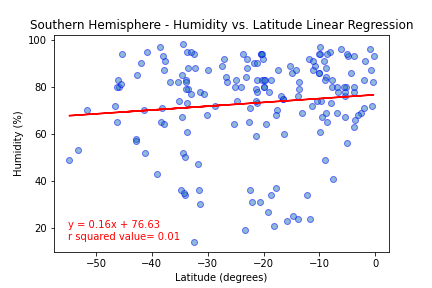 Southern Hemisphere - Humidity vs. Latitude Linear Regression
100
80
60
40
20
Humidity (%)
y = 0.16x + 76.63
r squared value= 0.01
−50
−40
−30
−20
−10
0
Latitude (degrees)